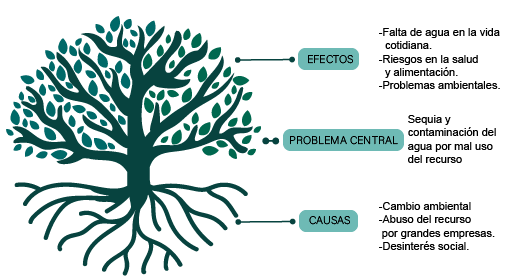 EFECTOS
-Falta de agua en la vida
cotidiana.
-Riesgos en la salud
y alimentación.
-Problemas ambientales.
PROBLEMA CENTRAL
Sequia y
contaminación del
agua por mal uso
del recurso
CAUSAS
-Cambio ambiental
-Abuso del recurso
por grandes empresas.
-Desinterés social.